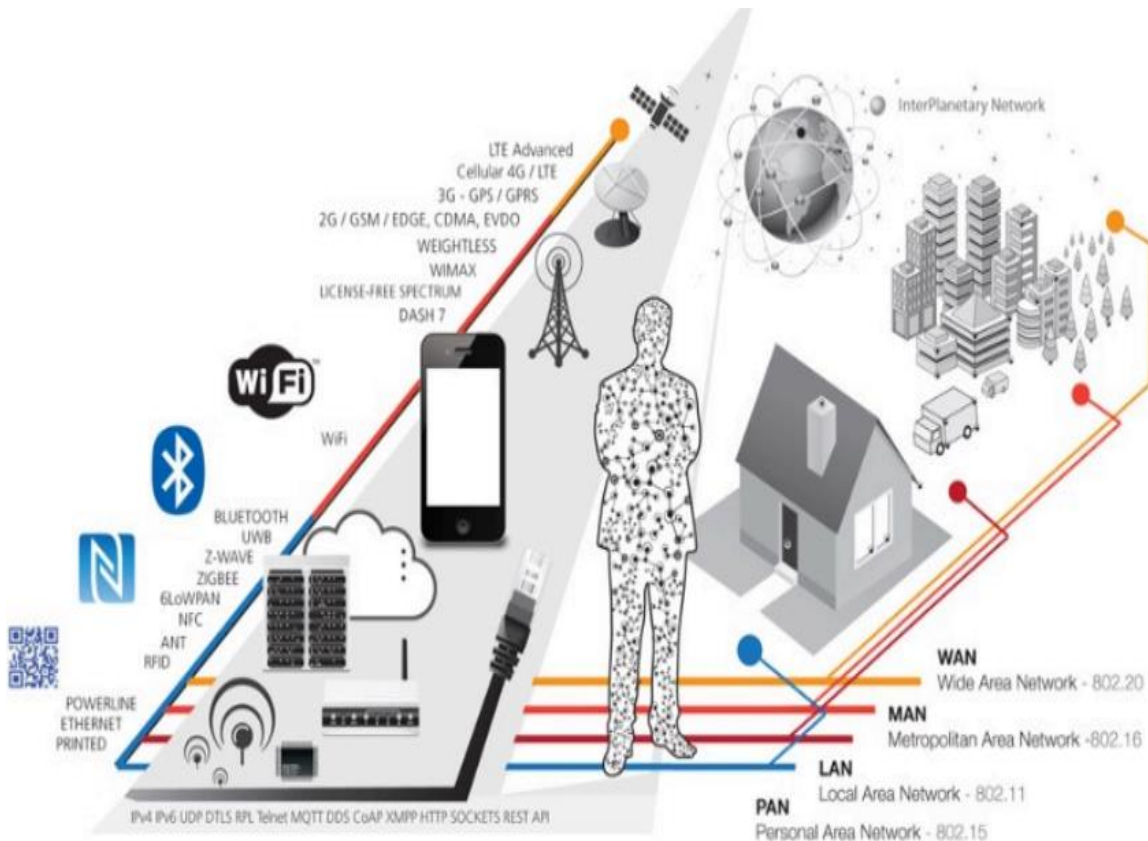 InterPlanetary Network
LTE Advanced
Cellular 4G / LTE
3G - GPS / GPRS
2G / GSM / EDGE, CDMA, EVDO
WEIGHTLESS
WIMAX
LICENSE-FREE SPECTRUM
DASH 7
WiFi
WiFi
BLUETOOTH
UWB
Z-WAVE
ZIGBEE
6LoWPAN
NFC
ANT
RFID
POWERLINE
ETHERNET
PRINTED
WAN
Wide Area Network - 802.20
MAN
Metropolitan Area Network -802.16
LAN
Local Area Network - 802.11
PAN
Personal Area Network - 802.15
IPv4 IPv6 UDP DTLS RPL Telnet MQTT DDS CoAP XMPP HTTP SOCKETS REST API